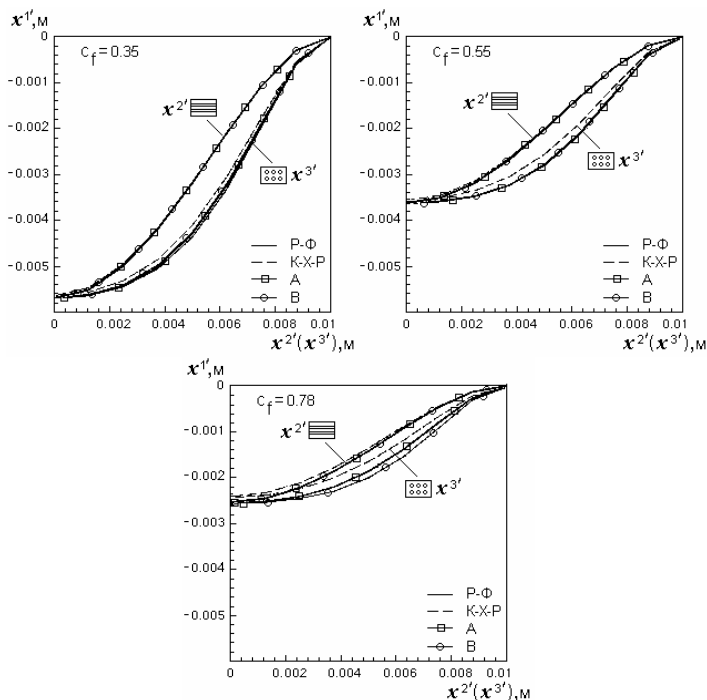 x¹′,м
c_f = 0.35
0
-0.001
-0.002
-0.003
-0.004
-0.005
x²′
x³′
Р-Ф
К-Х-Р
А
В
0 0.002 0.004 0.006 0.008 0.01
x²′(x³′),м
x¹′,м
c_f = 0.55
0
-0.001
-0.002
-0.003
-0.004
-0.005
x²′
x³′
Р-Ф
К-Х-Р
А
В
0 0.002 0.004 0.006 0.008 0.01
x²′(x³′),м
x¹′,м
c_f = 0.78
0
-0.001
-0.002
-0.003
-0.004
-0.005
x²′
x³′
Р-Ф
К-Х-Р
А
В
0 0.002 0.004 0.006 0.008 0.01
x²′(x³′),м